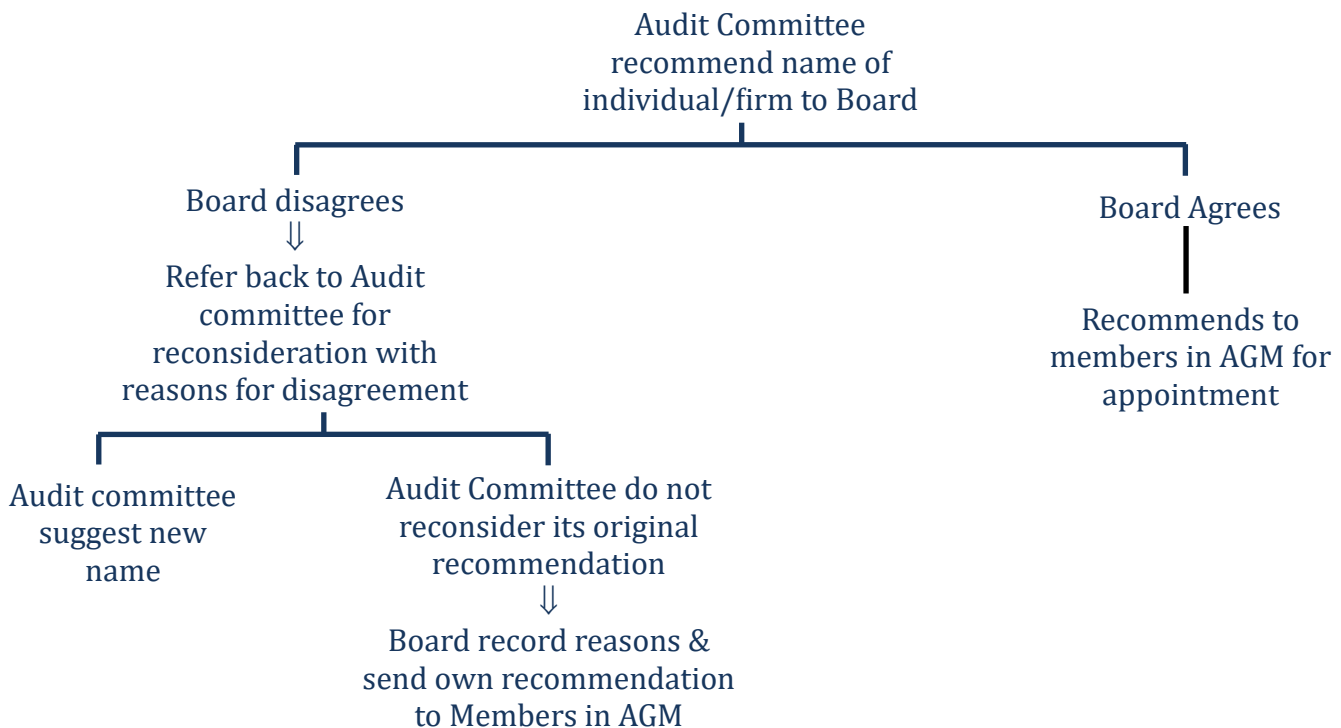 Audit Committee
recommend name of
individual/firm to Board
Board disagrees
⇓
Refer back to Audit
committee for
reconsideration with
reasons for disagreement
Audit committee
suggest new
name
Audit Committee do not
reconsider its original
recommendation
⇓
Board record reasons &
send own recommendation
to Members in AGM
Board Agrees
Recommends to
members in AGM for
appointment